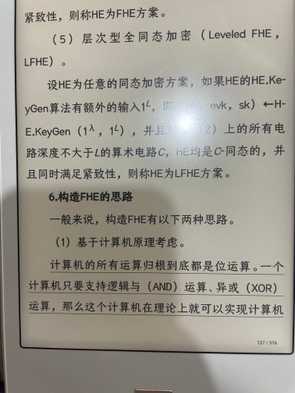 紧致性，则称HE为FHE方案。
（5）层次型全同态加密（Leveled FHE，
LFHE）。
设HE为任意的同态加密方案，如果HE的HE.Ke-
yGen算法有额外的输入1^L，evk，sk）←H-
E.KeyGen（1^λ，1^L），并且2）上的所有电
路深度不大于L的算术电路C，HE均是C-同态的，并
且同时满足紧致性，则称HE为LFHE方案。
6.构造FHE的思路
一般来说，构造FHE有以下两种思路。
（1）基于计算机原理考虑。
计算机的所有运算归根到底都是位运算。一个
计算机只要支持逻辑与（AND）运算、异或（XOR）
运算，那么这个计算机在理论上就可以实现计算机